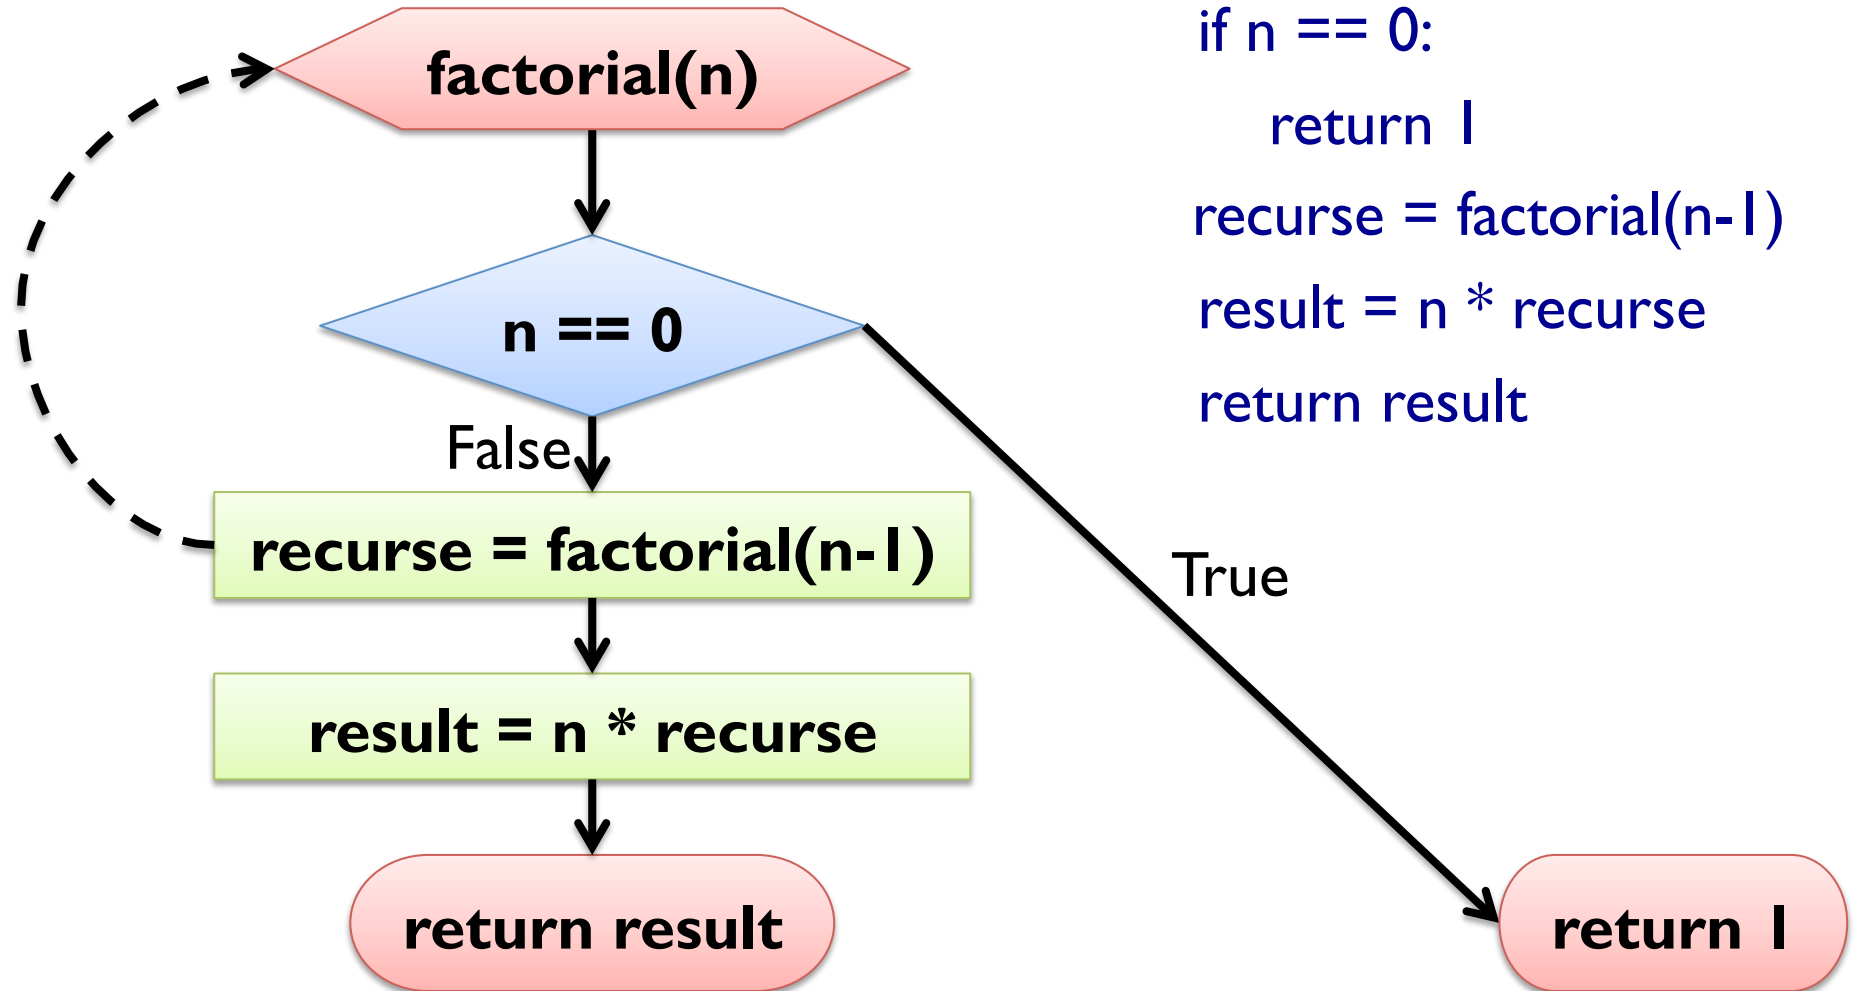 factorial(n)
n == 0
False
True
recurse = factorial(n-1)
result = n * recurse
return result
return 1
if n == 0:
return 1
recurse = factorial(n-1)
result = n * recurse
return result